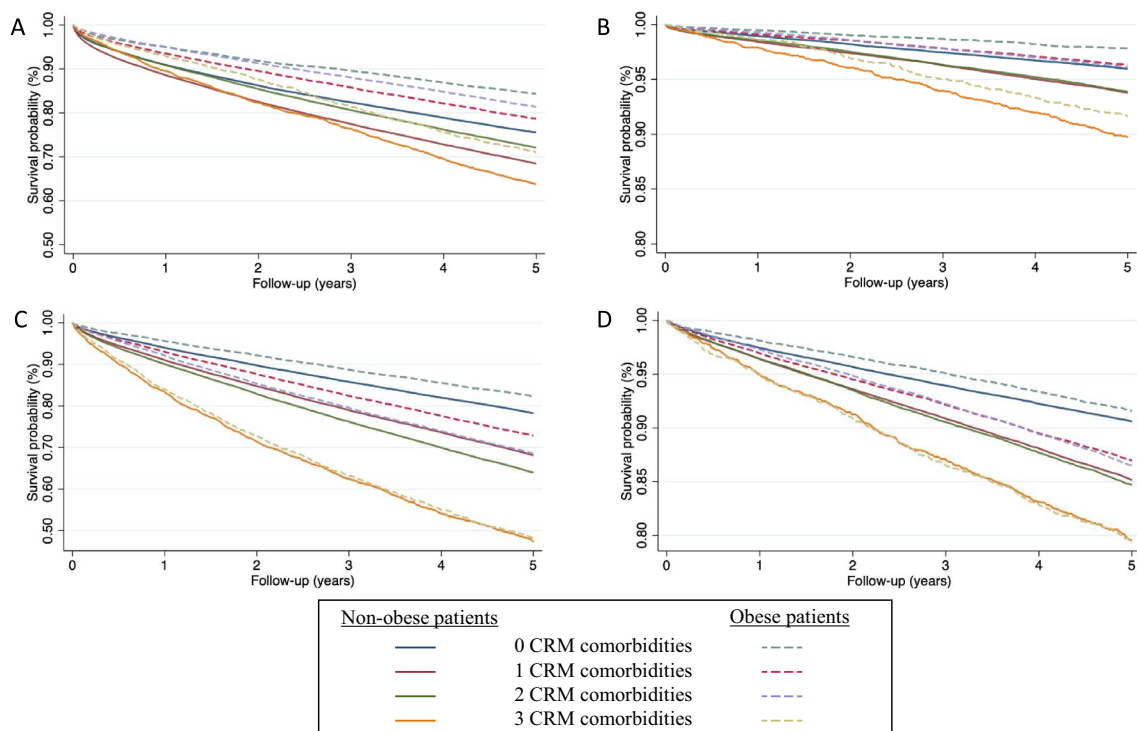 A
Survival probability (%)
1.00
0.90
0.80
0.70
0.60
0.50
0 1 2 3 4 5
Follow-up (years)
B
Survival probability (%)
1.00
0.95
0.90
0.85
0.80
0 1 2 3 4 5
Follow-up (years)
C
Survival probability (%)
1.00
0.90
0.80
0.70
0.60
0.50
0 1 2 3 4 5
Follow-up (years)
D
Survival probability (%)
1.00
0.95
0.90
0.85
0.80
0 1 2 3 4 5
Follow-up (years)
Non-obese patients Obese patients
0 CRM comorbidities
1 CRM comorbidities
2 CRM comorbidities
3 CRM comorbidities